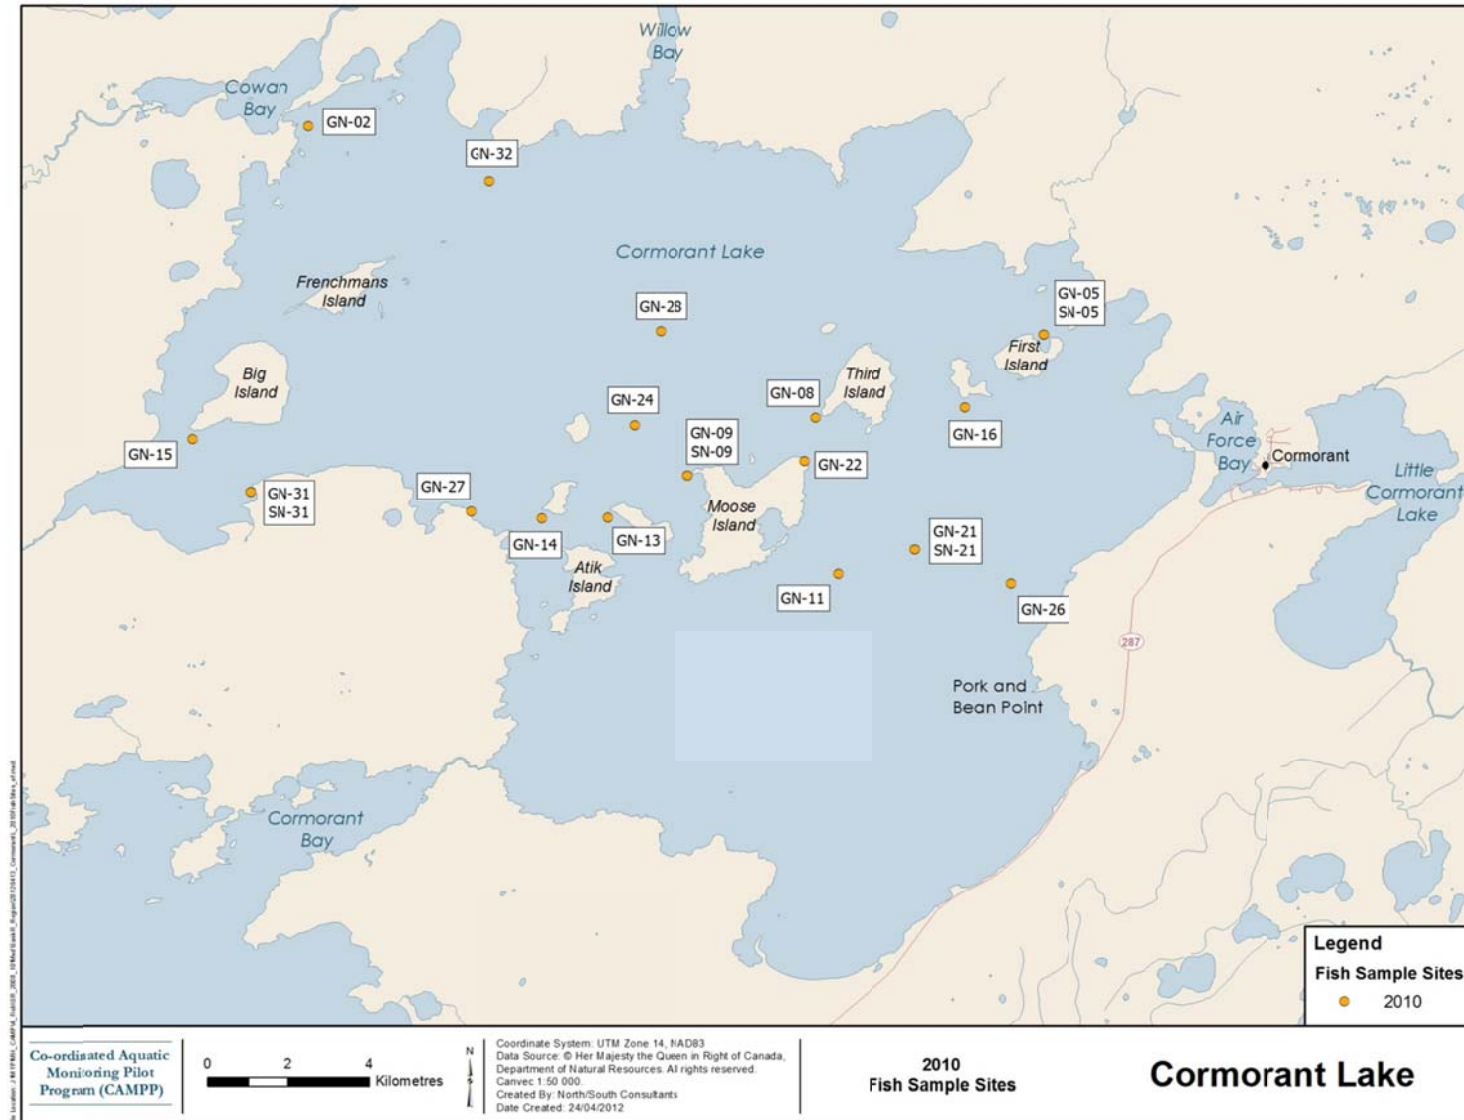 Willow
Bay
Cowan
Bay
GN-02
GN-32
Cormorant Lake
Frenchmans
Island
GN-28
GN-05
SN-05
First
Island
Big
Island
Third
Island
GN-08
GN-24
GN-16
GN-15
GN-09
SN-09
GN-22
Air
Force
Bay
Cormorant
Little
Cormorant
Lake
GN-31
SN-31
GN-27
Moose
Island
GN-14
GN-13
GN-21
SN-21
Atik
Island
GN-11
GN-26
287
Pork and
Bean Point
Cormorant
Bay
Legend
Fish Sample Sites
2010
Co-ordinated Aquatic
Monitoring Pilot
Program (CAMPP)
0 2 4
Kilometres
N
Coordinate System: UTM Zone 14, NAD83
Data Source: © Her Majesty the Queen in Right of Canada,
Department of Natural Resources. All rights reserved.
Canvec 1:50 000.
Created By: North/South Consultants
Date Created: 24/04/2012
2010
Fish Sample Sites
Cormorant Lake